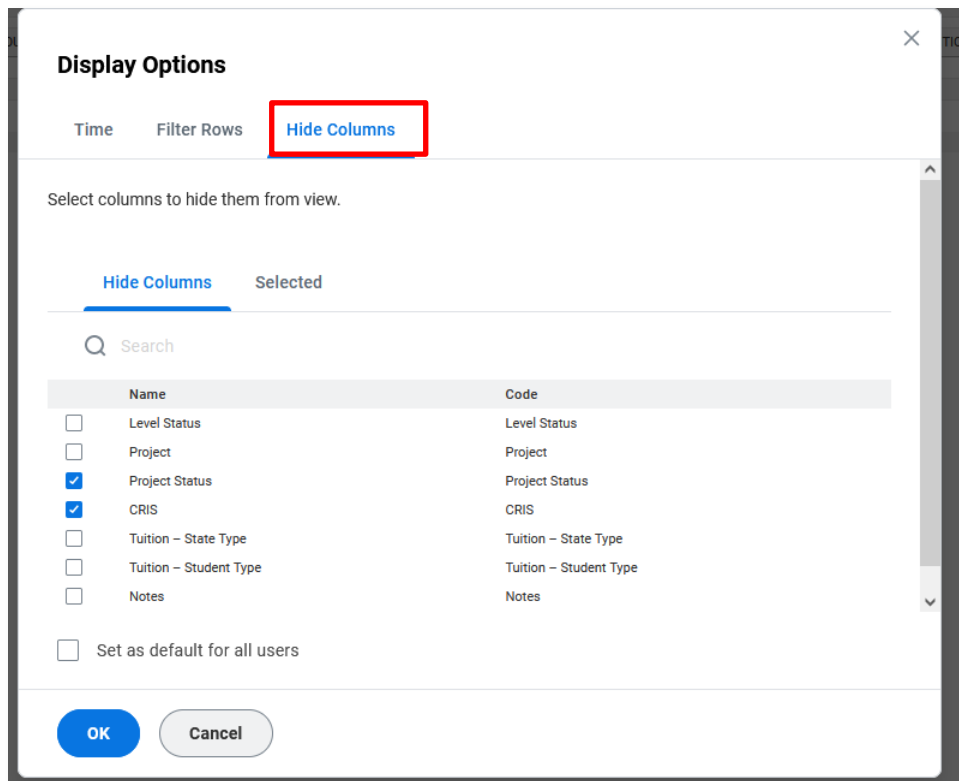 Display Options
Time Filter Rows Hide Columns
Select columns to hide them from view.
Hide Columns Selected
Search
Name Code
Level Status Level Status
Project Project
Project Status Project Status
CRIS CRIS
Tuition – State Type Tuition – State Type
Tuition – Student Type Tuition – Student Type
Notes Notes
Set as default for all users
OK Cancel